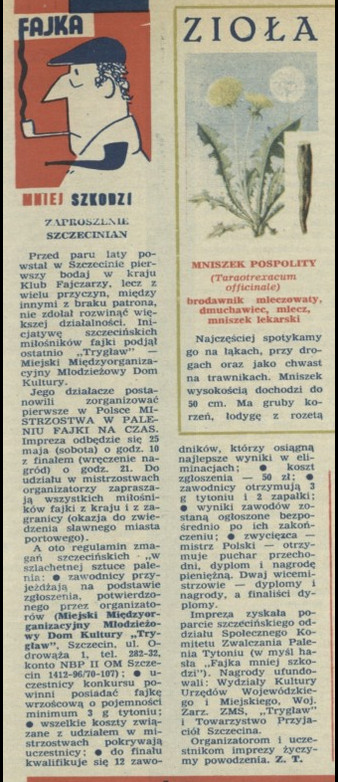 FAJKA
MNIEJ SZKODZI
ZAPROSZENIE
SZCZECINIAN
Przed paru laty po-
wstał w Szczecinie pier-
wszy bodaj w kraju
Klub Fajczarzy, lecz z
wielu przyczyn, między
innymi z braku patrona,
nie zdołał rozwinąć wię-
kszej działalności. Ini-
cjatywę szczecińskich
miłośników fajki podjął
ostatnio „Trygław” —
Miejski Międzyorganiza-
cyjny Młodzieżowy Dom
Kultury.
Jego działacze posta-
nowili zorganizować
pierwsze w Polsce MI-
STRZOSTWA W PALE-
NIU FAJKI NA CZAS.
Impreza odbędzie się 25
maja (sobota) o godz. 10
z finałem (wręczenie na-
gród) o godz. 21. Do
udziału w mistrzostwach
organizatorzy zaprasza-
ją wszystkich miłośni-
ków fajki z kraju i z za-
granicy (okazja do zwie-
dzenia sławnego miasta
portowego).
A oto regulamin zma-
gań szczecińskich — „w
szlachetnej sztuce pale-
nia: ● zawodnicy przy-
jeżdżają na podstawie
zgłoszenia, potwierdzo-
nego przez organizato-
rów (Miejski Międzyor-
ganizacyjny Młodzieżo-
wy Dom Kultury „Try-
gław”, Szczecin, ul. O-
drowąża 1, tel. 282-32,
konto NBP II OM Szcze-
cin 1412-96/70-107); ● u-
czestnicy konkursu po-
winni posiadać fajkę
wrzosową o pojemności
minimum 3 g tytoniu;
● wszelkie koszty zwią-
zane z udziałem w mi-
strzostwach pokrywają
uczestnicy; ● do finału
kwalifikuje się 12 zawo-
dników, którzy osiągną
najlepsze wyniki w eli-
minacjach; ● koszt
zgłoszenia — 50 zł; ●
zawodnicy otrzymują 3
g tytoniu i 2 zapałki;
● wyniki zawodów zo-
staną ogłoszone bezpo-
średnio po ich zakoń-
czeniu; ● zwycięzca —
mistrz Polski — otrzy-
muje puchar przecho-
dni, dyplom i nagrodę
pieniężną. Dwaj wicemi-
strzowie — dyplomy i
nagrody, a finaliści dy-
plomy.
Impreza zyskała po-
parcie szczecińskiego od-
działu Społecznego Ko-
mitetu Zwalczania Pale-
nia Tytoniu (w myśl ha-
sła „Fajka mniej szko-
dzi”). Nagrody ufundo-
wali: Wydziały Kultury
Urzędów Wojewódzkie-
go i Miejskiego, Woj.
Zarz. ZMS, „Trygław”
i Towarzystwo Przyja-
ciół Szczecina.
Organizatorom i ucze-
stnikom imprezy życzy-
my powodzenia. Z. T.
ZIOŁA
MNISZEK POSPOLITY
(Taraotrexacum
officinale)
brodawnik mleczowaty,
dmuchawiec, mlecz,
mniszek lekarski
Najczęściej spotykamy
go na łąkach, przy dro-
gach oraz jako chwast
na trawnikach. Mniszek
wysokością dochodzi do
50 cm. Ma gruby ko-
rzeń, łodygę z rozetą